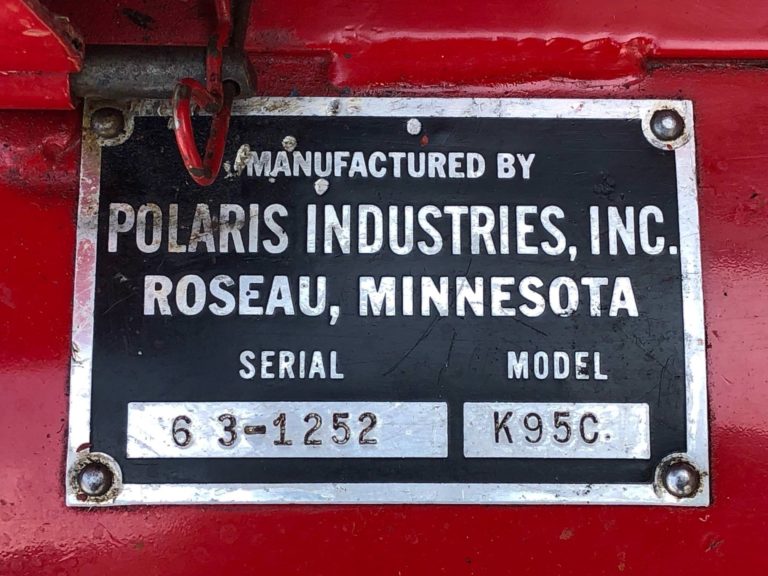 MANUFACTURED BY
POLARIS INDUSTRIES, INC.
ROSEAU, MINNESOTA
SERIAL MODEL
63-1252 K95C.